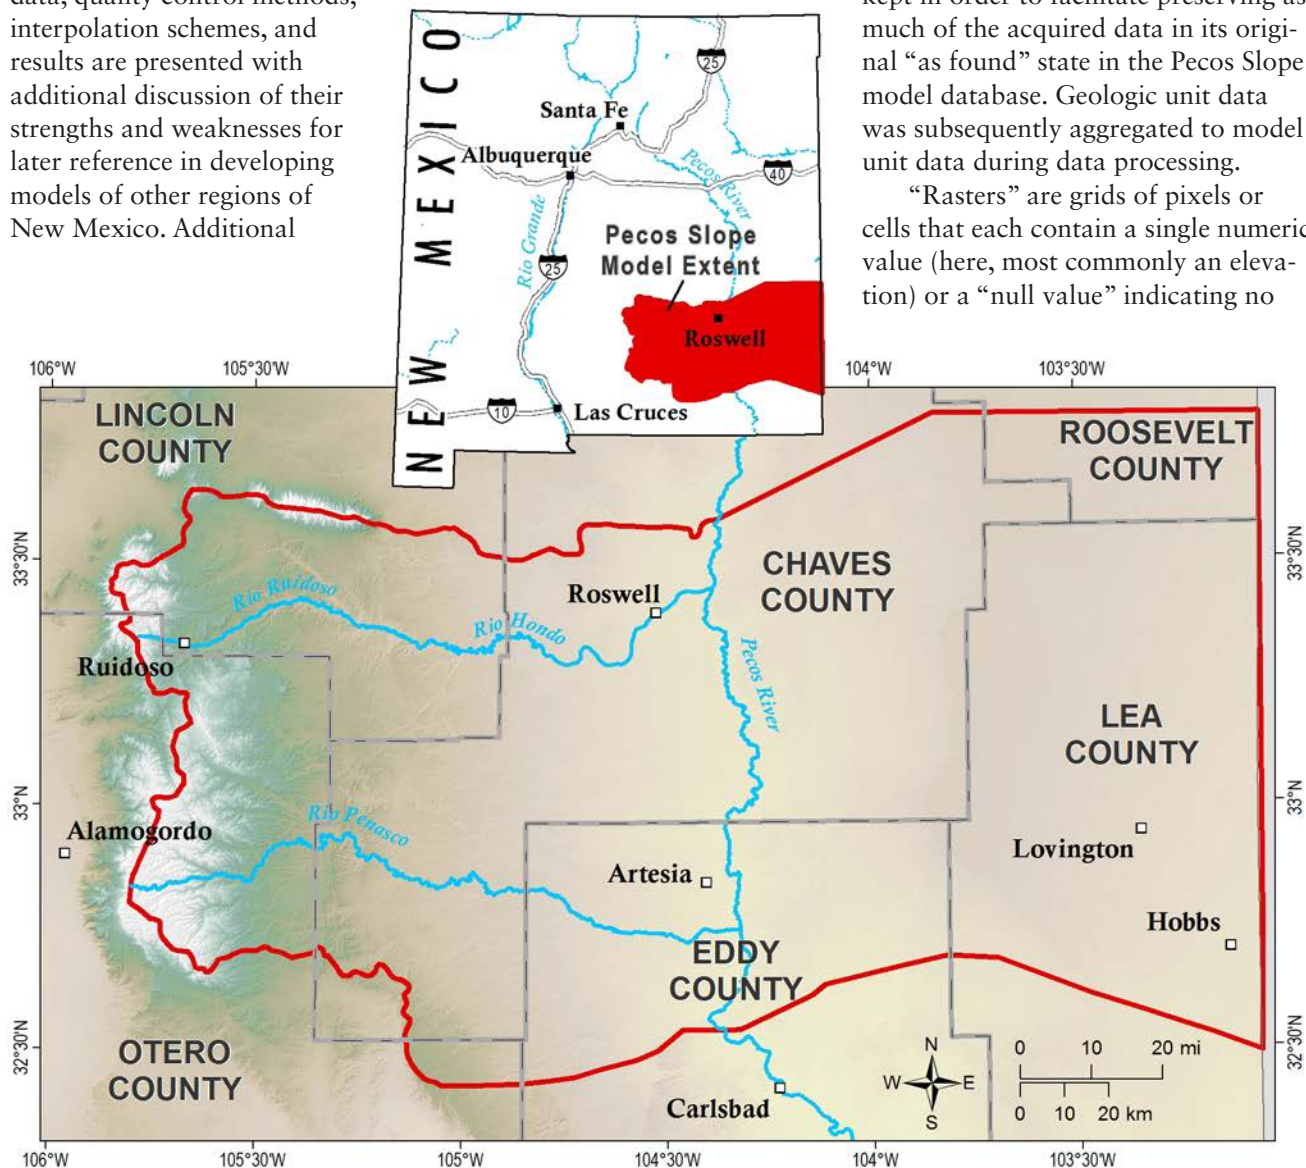 data, quality control methods,
interpolation schemes, and
results are presented with
additional discussion of their
strengths and weaknesses for
later reference in developing
models of other regions of
New Mexico. Additional
kept in order to facilitate preserving as
much of the acquired data in its origi-
nal “as found” state in the Pecos Slope
model database. Geologic unit data
was subsequently aggregated to model
unit data during data processing.
“Rasters” are grids of pixels or
cells that each contain a single numeric
value (here, most commonly an eleva-
tion) or a “null value” indicating no
NEW MEXICO
25
Santa Fe
Albuquerque
Pecos River
40
Rio Grande
25
Pecos Slope
Model Extent
Roswell
10
Las Cruces
106°W
105°30'W
104°W
103°30'W
LINCOLN
COUNTY
ROOSEVELT
COUNTY
33°30'N
33°30'N
CHAVES
COUNTY
Roswell
Rio Ruidoso
Rio Hondo
Ruidoso
Pecos River
LEA
COUNTY
33°N
33°N
Alamogordo
Rio Penasco
Lovington
Artesia
Hobbs
EDDY
COUNTY
32°30'N
32°30'N
OTERO
COUNTY
N
W
E
S
0
10
20 mi
0
10
20 km
Carlsbad
106°W
105°30'W
105°W
104°30'W
104°W
103°30'W